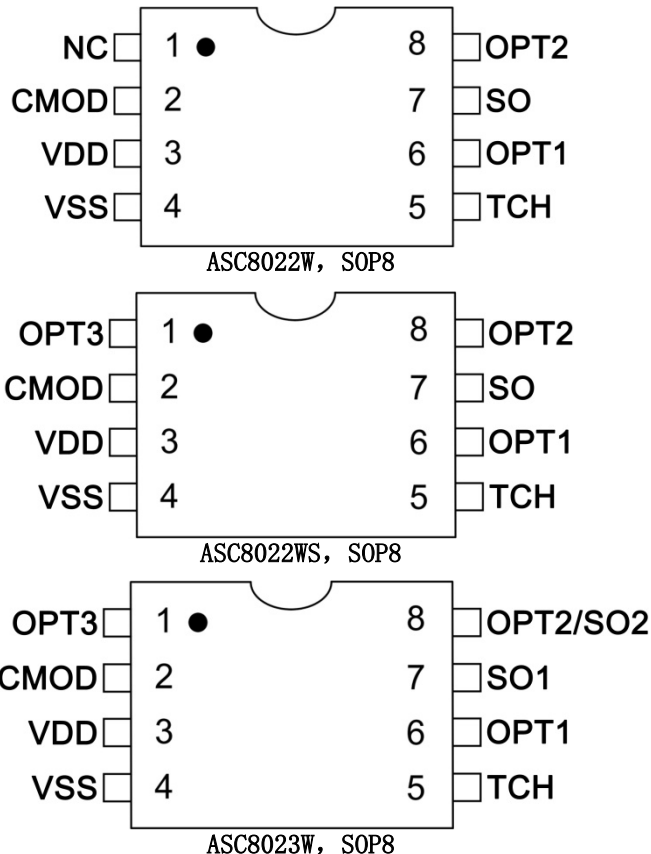 NC 1 8 OPT2
CMOD 2 7 SO
VDD 3 6 OPT1
VSS 4 5 TCH
ASC8022W, SOP8
OPT3 1 8 OPT2
CMOD 2 7 SO
VDD 3 6 OPT1
VSS 4 5 TCH
ASC8022WS, SOP8
OPT3 1 8 OPT2/SO2
CMOD 2 7 SO1
VDD 3 6 OPT1
VSS 4 5 TCH
ASC8023W, SOP8